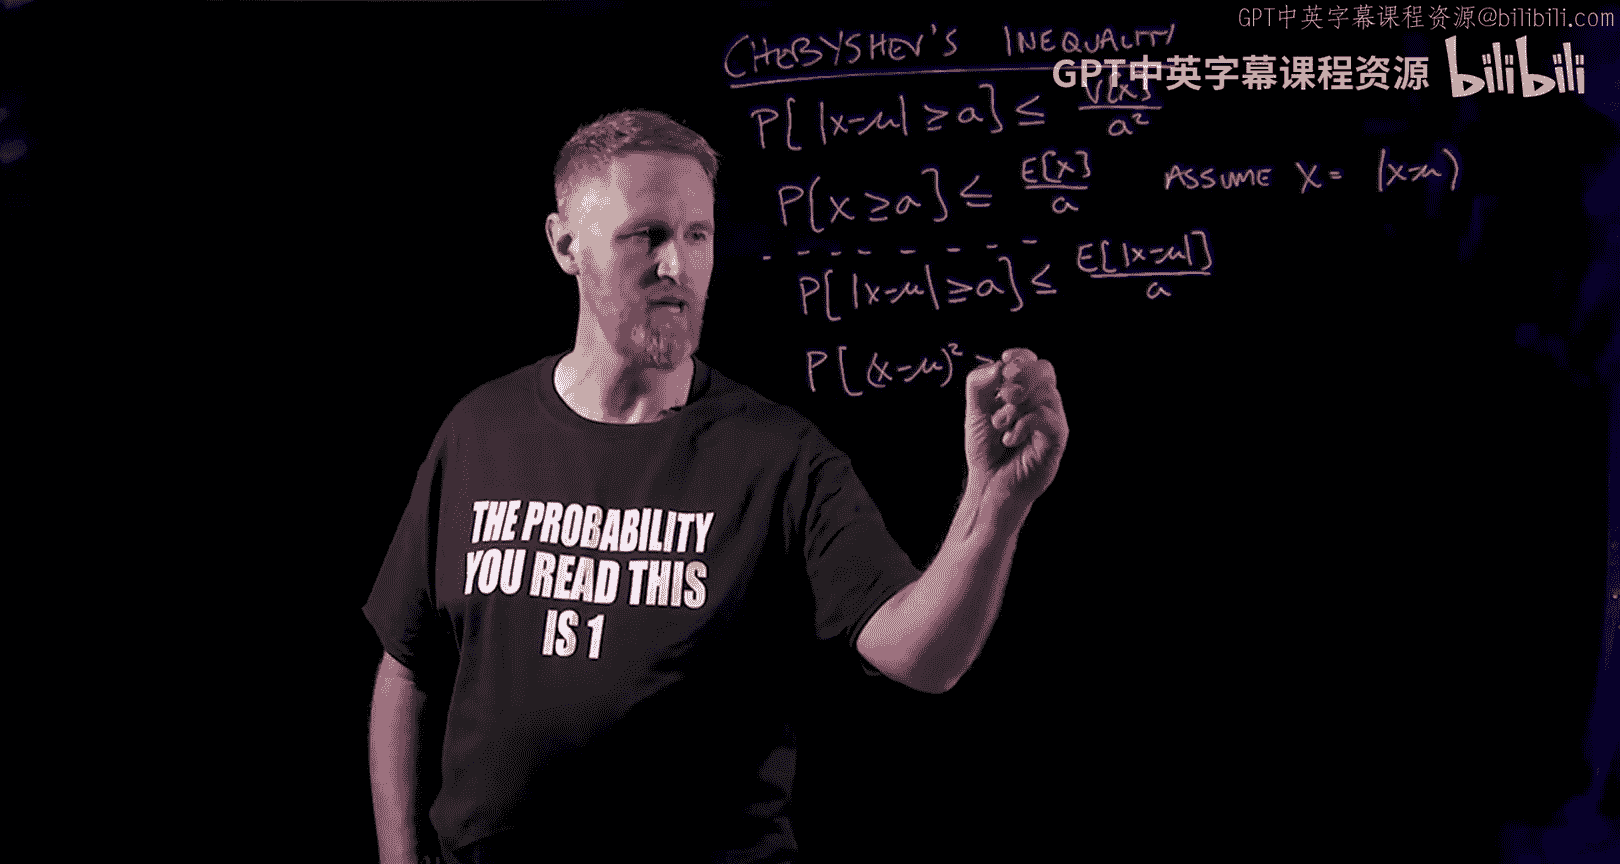 GPT中英字幕课程资源@bilibili.com
CHEBYSHEV'S INEQUALITY
GPT中英字幕课程资源 bilibili
P[|x-μ| ≥ a] ≤ V[x]/a²
P[x ≥ a] ≤ E[x]/a ASSUME X = |x-μ|
P[|x-μ| ≥ a] ≤ E[|x-μ|]/a
P[(x-μ)² ≥
THE PROBABILITY
YOU READ THIS
IS 1